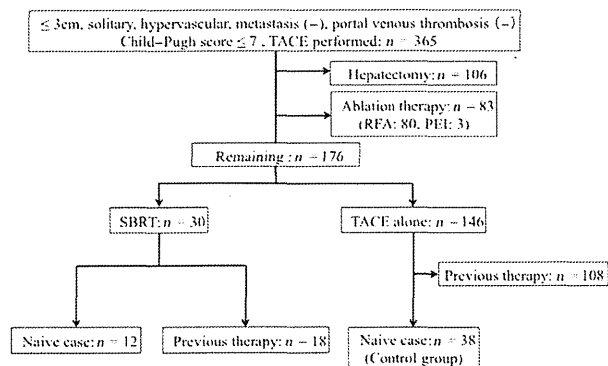 ≤ 3cm, solitary, hypervascular, metastasis (−), portal venous thrombosis (−)
Child–Pugh score ≤ 7 , TACE performed: n = 365
Hepatectomy: n = 106
Ablation therapy: n = 83
(RFA: 80, PEI: 3)
Remaining : n = 176
SBRT: n = 30
TACE alone: n = 146
Previous therapy: n = 108
Naive case: n = 12
Previous therapy: n = 18
Naive case: n = 38
(Control group)